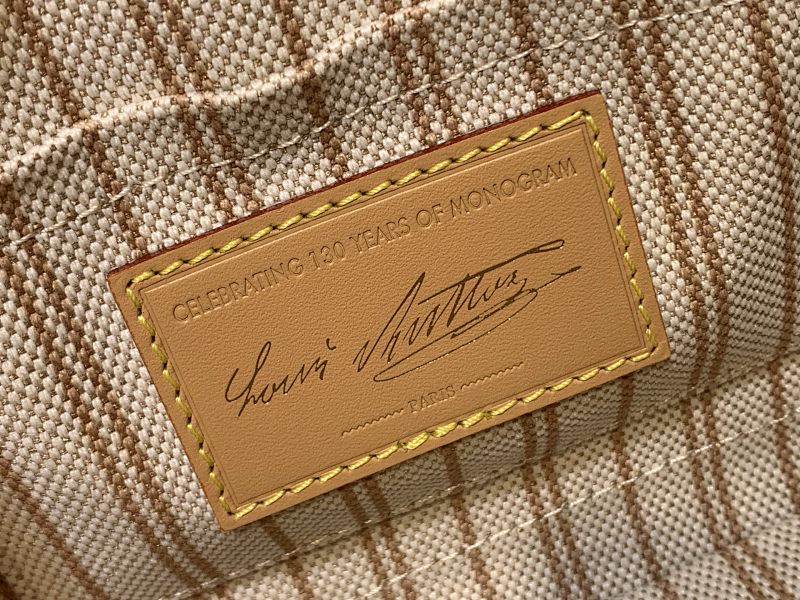 CELEBRATING 130 YEARS OF MONOGRAM
Louis Vuitton
PARIS